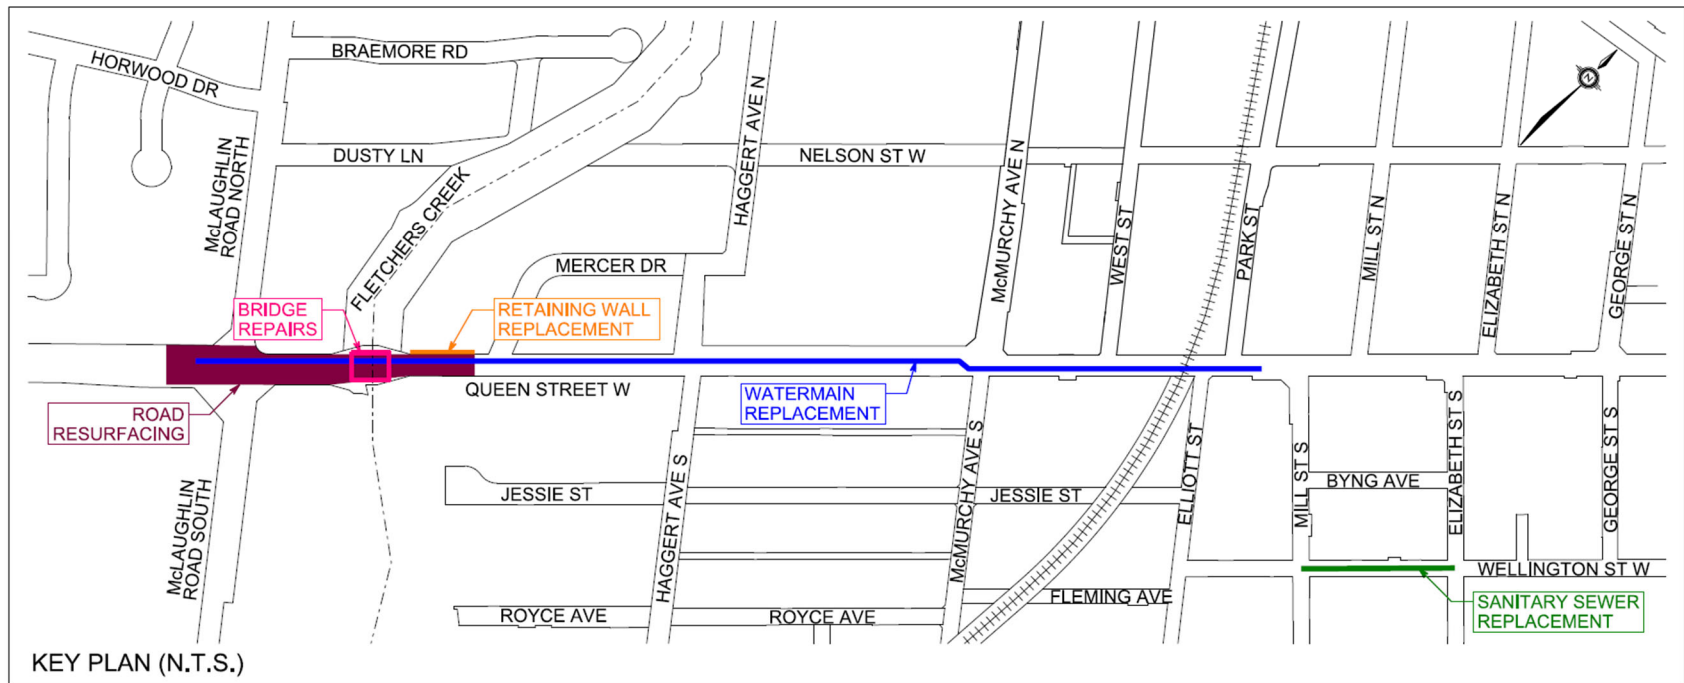 BRAEMORE RD
HORWOOD DR
McLAUGHLIN
ROAD NORTH
DUSTY LN
FLETCHERS CREEK
HAGGERT AVE N
NELSON ST W
McMURCHY AVE N
WEST ST
PARK ST
MILL ST N
ELIZABETH ST N
GEORGE ST N
N
MERCER DR
BRIDGE
REPAIRS
RETAINING WALL
REPLACEMENT
QUEEN STREET W
WATERMAIN
REPLACEMENT
ROAD
RESURFACING
McLAUGHLIN
ROAD SOUTH
JESSIE ST
HAGGERT AVE S
McMURCHY AVE S
JESSIE ST
ELLIOTT ST
MILL ST S
BYNG AVE
ELIZABETH ST S
GEORGE ST S
WELLINGTON ST W
ROYCE AVE
ROYCE AVE
FLEMING AVE
SANITARY SEWER
REPLACEMENT
KEY PLAN (N.T.S.)